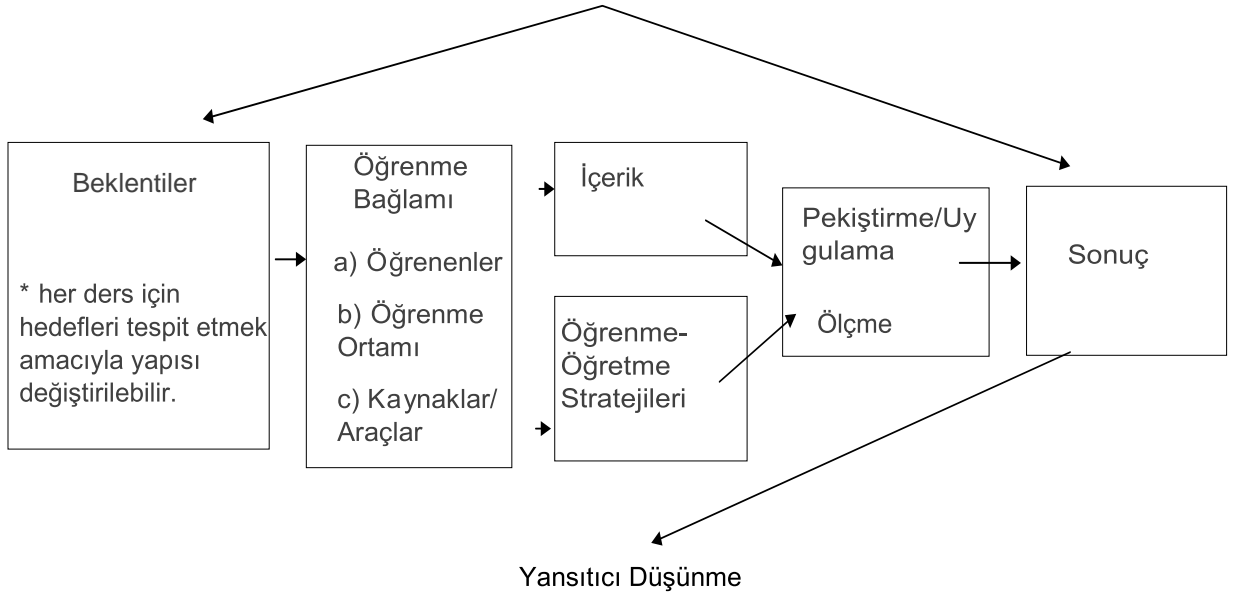 Beklentiler
* her ders için
hedefleri tespit etmek
amacıyla yapısı
değiştirilebilir.
Öğrenme
Bağlamı
a) Öğrenenler
b) Öğrenme
Ortamı
c) Kaynaklar/
Araçlar
İçerik
Öğrenme-
Öğretme
Stratejileri
Pekiştirme/Uy
gulama
Ölçme
Sonuç
Yansıtıcı Düşünme